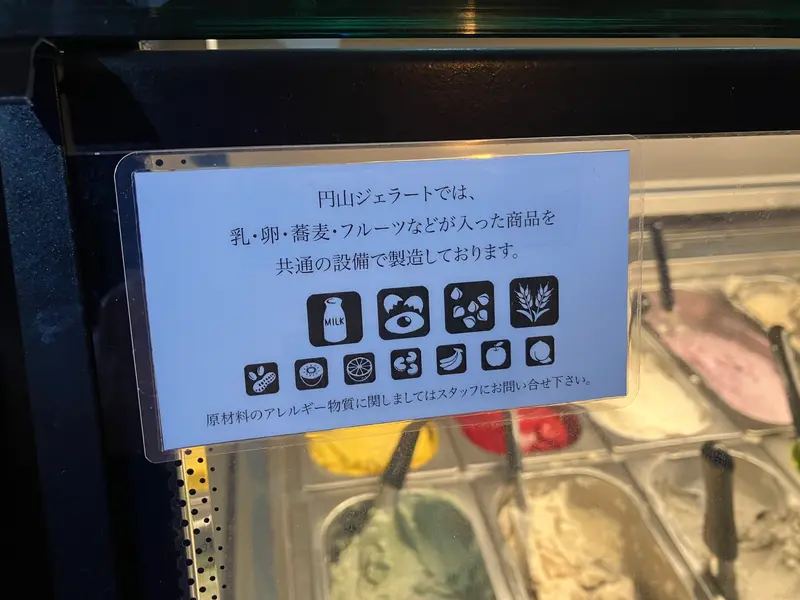 円山ジェラートでは、
乳・卵・蕎麦・フルーツなどが入った商品を
共通の設備で製造しております。
MILK
原材料のアレルギー物質に関しましてはスタッフにお問い合せ下さい。